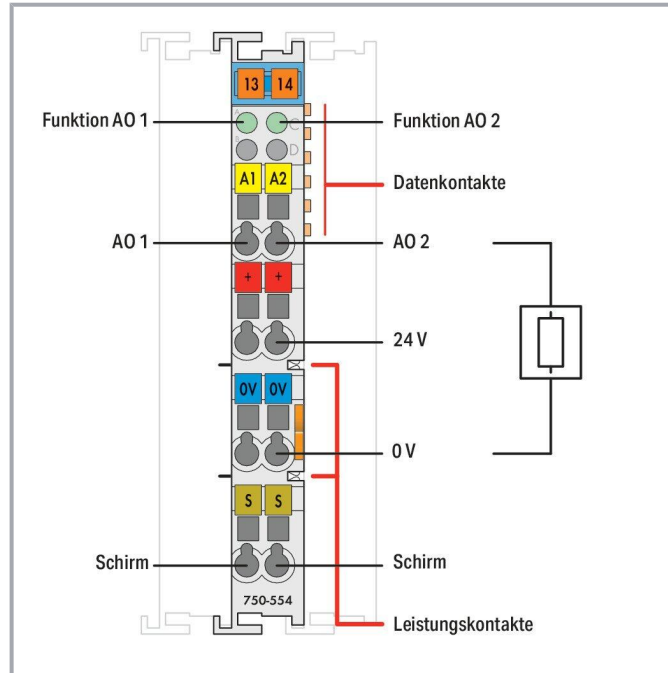 13 14
Funktion AO 1
Funktion AO 2
A
C
B
D
A1 A2
Datenkontakte
AO 1
AO 2
+ +
24 V
0V 0V
0 V
S S
Schirm
Schirm
750-554
Leistungskontakte